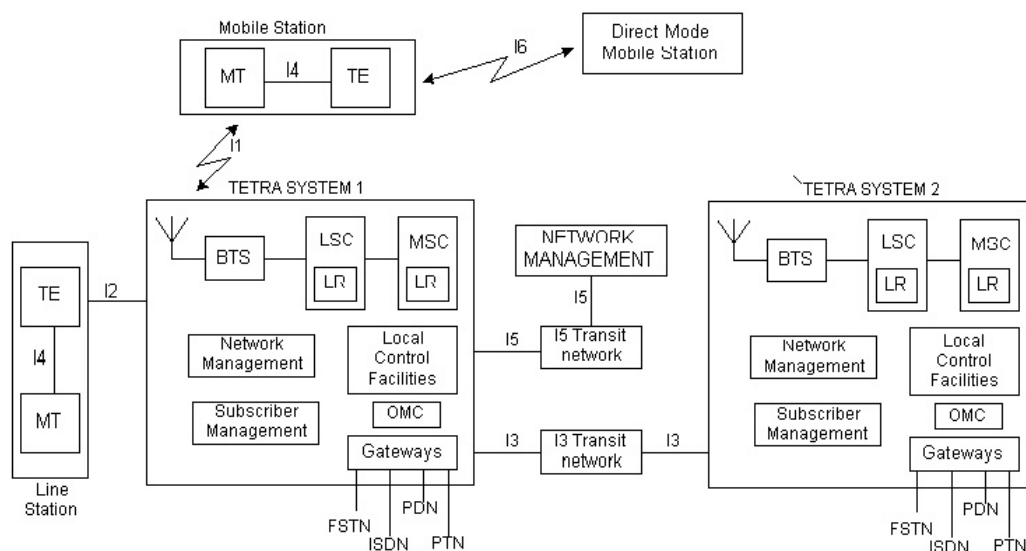 Mobile Station
MT
I4
TE
I6
Direct Mode
Mobile Station
I1
TETRA SYSTEM 1
TETRA SYSTEM 2
BTS
LSC
LR
MSC
LR
NETWORK
MANAGEMENT
BTS
LSC
LR
MSC
LR
TE
I2
I4
MT
Line
Station
I5
I5
I5 Transit
network
Network
Management
Local
Control
Facilities
Subscriber
Management
OMC
Gateways
I3
I3 Transit
network
I3
Network
Management
Local
Control
Facilities
Subscriber
Management
OMC
Gateways
FSTN
ISDN
PDN
PTN
FSTN
ISDN
PDN
PTN